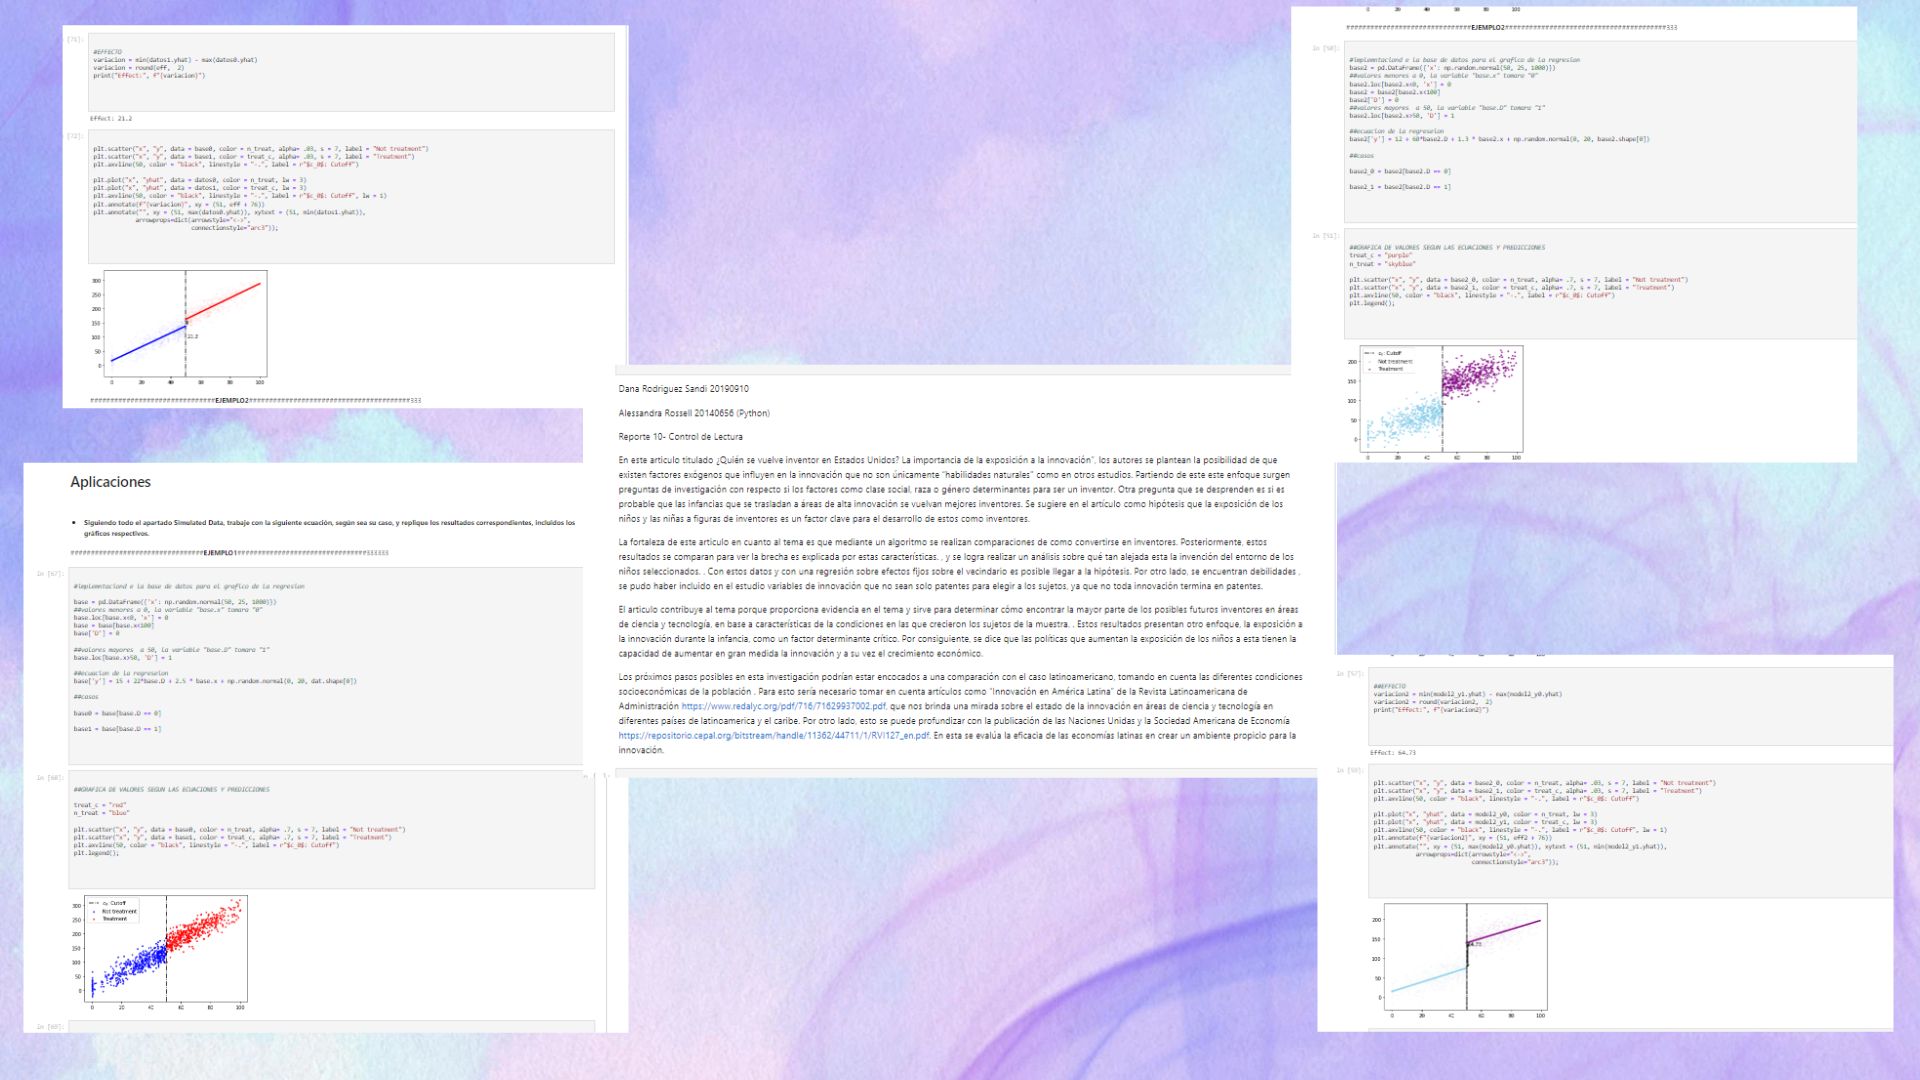 [71]:
#EFFECTO
variacion = min(datos1.yhat) - max(datos0.yhat)
variacion = round(eff, 2)
print("Effect:", f"{variacion}")
Effect: 21.2
[72]:
plt.scatter("x", "y", data = base0, color = n_treat, alpha= .03, s = 7, label = "Not treatment")
plt.scatter("x", "y", data = base1, color = treat_c, alpha= .03, s = 7, label = "Treatment")
plt.axvline(50, color = "black", linestyle = "-.", label = r"$c_0$: Cutoff")
plt.plot("x", "yhat", data = datos0, color = n_treat, lw = 3)
plt.plot("x", "yhat", data = datos1, color = treat_c, lw = 3)
plt.axvline(50, color = "black", linestyle = "-.", label = r"$c_0$: Cutoff", lw = 1)
plt.annotate(f"{variacion}", xy = (51, eff + 76))
plt.annotate("", xy = (51, max(datos0.yhat)), xytext = (51, min(datos1.yhat)),
arrowprops=dict(arrowstyle="<->",
connectionstyle="arc3"));
300
250
200
150
100
50
0
21.2
0 20 40 60 80 100
################################EJEMPLO2########################################333
Aplicaciones
• Siguiendo todo el apartado Simulated Data, trabaje con la siguiente ecuación, según sea su caso, y replique los resultados correspondientes, incluidos los
gráficos respectivos.
################################EJEMPLO1################################333333
In [67]:
#implemntaciond e la base de datos para el grafico de la regresion
base = pd.DataFrame({'x': np.random.normal(50, 25, 1000)})
##valores menores a 0, la variable "base.x" tomara "0"
base.loc[base.x<0, 'x'] = 0
base = base[base.x<100]
base['D'] = 0
##valores mayores a 50, la variable "base.D" tomara "1"
base.loc[base.x>50, 'D'] = 1
##ecuacion de la regresion
base['y'] = 15 + 22*base.D + 2.5 * base.x + np.random.normal(0, 20, dat.shape[0])
##casos
base0 = base[base.D == 0]
base1 = base[base.D == 1]
In [68]:
##GRAFICA DE VALORES SEGUN LAS ECUACIONES Y PREDICCIONES
treat_c = "red"
n_treat = "blue"
plt.scatter("x", "y", data = base0, color = n_treat, alpha= .7, s = 7, label = "Not treatment")
plt.scatter("x", "y", data = base1, color = treat_c, alpha= .7, s = 7, label = "Treatment")
plt.axvline(50, color = "black", linestyle = "-.", label = r"$c_0$: Cutoff")
plt.legend();
c0: Cutoff
Not treatment
Treatment
300
250
200
150
100
50
0
0 20 40 60 80 100
In [69]:
Dana Rodriguez Sandi 20190910
Alessandra Rossell 20140656 (Python)
Reporte 10- Control de Lectura
En este articulo titulado ¿Quién se vuelve inventor en Estados Unidos? La importancia de la exposición a la innovación", los autores se plantean la posibilidad de que
existen factores exógenos que influyen en la innovación que no son únicamente "habilidades naturales" como en otros estudios. Partiendo de este este enfoque surgen
preguntas de investigación con respecto si los factores como clase social, raza o género determinantes para ser un inventor. Otra pregunta que se desprenden es si es
probable que las infancias que se trasladan a áreas de alta innovación se vuelvan mejores inventores. Se sugiere en el artículo como hipótesis que la exposición de los
niños y las niñas a figuras de inventores es un factor clave para el desarrollo de estos como inventores.
La fortaleza de este articulo en cuanto al tema es que mediante un algoritmo se realizan comparaciones de como convertirse en inventores. Posteriormente, estos
resultados se comparan para ver la brecha es explicada por estas características. , y se logra realizar un análisis sobre qué tan alejada esta la invención del entorno de los
niños seleccionados. . Con estos datos y con una regresión sobre efectos fijos sobre el vecindario es posible llegar a la hipótesis. Por otro lado, se encuentran debilidades ,
se pudo haber incluido en el estudio variables de innovación que no sean solo patentes para elegir a los sujetos, ya que no toda innovación termina en patentes.
El articulo contribuye al tema porque proporciona evidencia en el tema y sirve para determinar cómo encontrar la mayor parte de los posibles futuros inventores en áreas
de ciencia y tecnología, en base a características de la condiciones en las que crecieron los sujetos de la muestra. . Estos resultados presentan otro enfoque, la exposición a
la innovación durante la infancia, como un factor determinante crítico. Por consiguiente, se dice que las políticas que aumentan la exposición de los niños a esta tienen la
capacidad de aumentar en gran medida la innovación y a su vez el crecimiento económico.
Los próximos pasos posibles en esta investigación podrían estar encocados a una comparación con el caso latinoamericano, tomando en cuenta las diferentes condiciones
socioeconómicas de la población . Para esto sería necesario tomar en cuenta artículos como "Innovación en América Latina" de la Revista Latinoamericana de
Administración https://www.redalyc.org/pdf/716/71629937002.pdf, que nos brinda una mirada sobre el estado de la innovación en áreas de ciencia y tecnología en
diferentes países de latinoamerica y el caribe. Por otro lado, esto se puede profundizar con la publicación de las Naciones Unidas y la Sociedad Americana de Economía
https://repositorio.cepal.org/bitstream/handle/11362/44711/1/RVI127_en.pdf. En esta se evalúa la eficacia de las economías latinas en crear un ambiente propicio para la
innovación.
0 20 40 60 80 100
################################EJEMPLO2########################################333
In [50]:
#implemntaciond e la base de datos para el grafico de la regresion
base2 = pd.DataFrame({'x': np.random.normal(50, 25, 1000)})
##valores menores a 0, la variable "base.x" tomara "0"
base2.loc[base2.x<0, 'x'] = 0
base2 = base2[base2.x<100]
base2['D'] = 0
##valores mayores a 50, la variable "base.D" tomara "1"
base2.loc[base2.x>50, 'D'] = 1
##ecuacion de la regresion
base2['y'] = 12 + 60*base2.D + 1.3 * base2.x + np.random.normal(0, 20, base2.shape[0])
##casos
base2_0 = base2[base2.D == 0]
base2_1 = base2[base2.D == 1]
In [51]:
##GRAFICA DE VALORES SEGUN LAS ECUACIONES Y PREDICCIONES
treat_c = "purple"
n_treat = "skyblue"
plt.scatter("x", "y", data = base2_0, color = n_treat, alpha= .7, s = 7, label = "Not treatment")
plt.scatter("x", "y", data = base2_1, color = treat_c, alpha= .7, s = 7, label = "Treatment")
plt.axvline(50, color = "black", linestyle = "-.", label = r"$c_0$: Cutoff")
plt.legend();
c0: Cutoff
Not treatment
Treatment
200
150
100
50
0
0 20 40 60 80 100
In [57]:
##EFFECTO
variacion2 = min(model2_y1.yhat) - max(model2_y0.yhat)
variacion2 = round(variacion2, 2)
print("Effect:", f"{variacion2}")
Effect: 64.73
In [59]:
plt.scatter("x", "y", data = base2_0, color = n_treat, alpha= .03, s = 7, label = "Not treatment")
plt.scatter("x", "y", data = base2_1, color = treat_c, alpha= .03, s = 7, label = "Treatment")
plt.axvline(50, color = "black", linestyle = "-.", label = r"$c_0$: Cutoff")
plt.plot("x", "yhat", data = model2_y0, color = n_treat, lw = 3)
plt.plot("x", "yhat", data = model2_y1, color = treat_c, lw = 3)
plt.axvline(50, color = "black", linestyle = "-.", label = r"$c_0$: Cutoff", lw = 1)
plt.annotate(f"{variacion2}", xy = (51, eff2 + 76))
plt.annotate("", xy = (51, max(model2_y0.yhat)), xytext = (51, min(model2_y1.yhat)),
arrowprops=dict(arrowstyle="<->",
connectionstyle="arc3"));
200
150
100
50
0
64.73
0 20 40 60 80 100